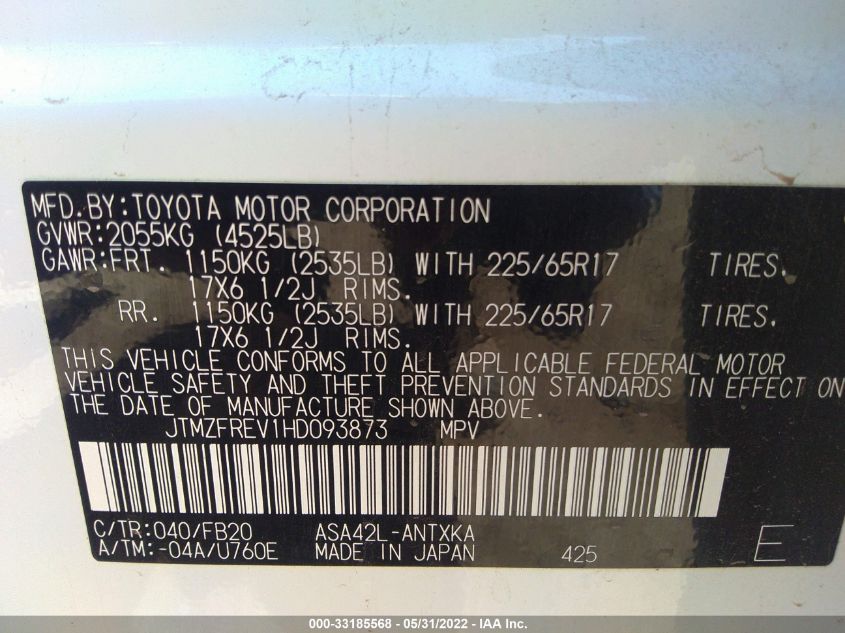 MFD.BY:TOYOTA MOTOR CORPORATION
GVWR:2055KG (4525LB)
GAWR:FRT. 1150KG (2535LB) WITH 225/65R17 TIRES.
17X6 1/2J RIMS.
RR. 1150KG (2535LB) WITH 225/65R17 TIRES.
17X6 1/2J RIMS.
THIS VEHICLE CONFORMS TO ALL APPLICABLE FEDERAL MOTOR
VEHICLE SAFETY AND THEFT PREVENTION STANDARDS IN EFFECT ON
THE DATE OF MANUFACTURE SHOWN ABOVE.
JTMZFREV1HD093873 MPV
C/TR:040/FB20 ASA42L-ANTXKA
A/TM:-04A/U760E MADE IN JAPAN 425 E
000-33185568 - 05/31/2022 - IAA Inc.